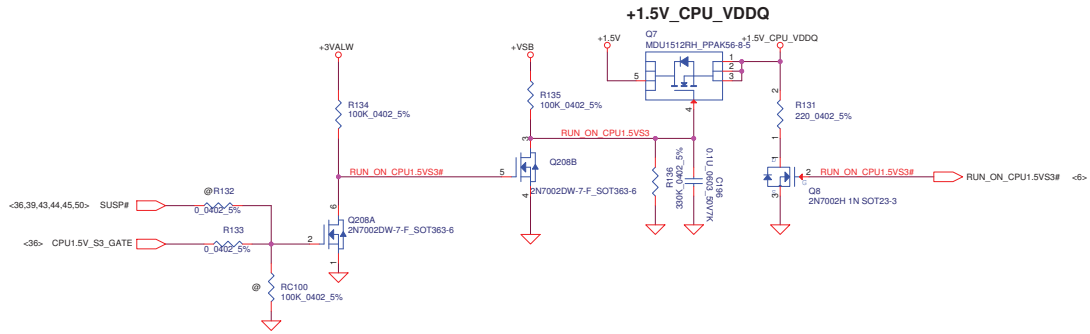 +1.5V_CPU_VDDQ
+3VALW
+VSB
+1.5V
Q7
MDU1512RH_PPAK56-8-5
+1.5V_CPU_VDDQ
5
1
2
3
4
R134
100K_0402_5%
R135
100K_0402_5%
2
R131
220_0402_5%
1
RUN_ON_CPU1.5VS3
3
Q208B
5
2N7002DW-7-F_SOT363-6
4
RUN_ON_CPU1.5VS3#
R136
330K_0402_5%
C196
0.1U_0603_50V7K
1
2
3
RUN_ON_CPU1.5VS3#
Q8
2N7002H 1N SOT23-3
RUN_ON_CPU1.5VS3#
<6>
@ R132
<36,39,43,44,45,50> SUSP#
0_0402_5%
R133
<36> CPU1.5V_S3_GATE
0_0402_5%
6
Q208A
2N7002DW-7-F_SOT363-6
2
1
@
RC100
100K_0402_5%